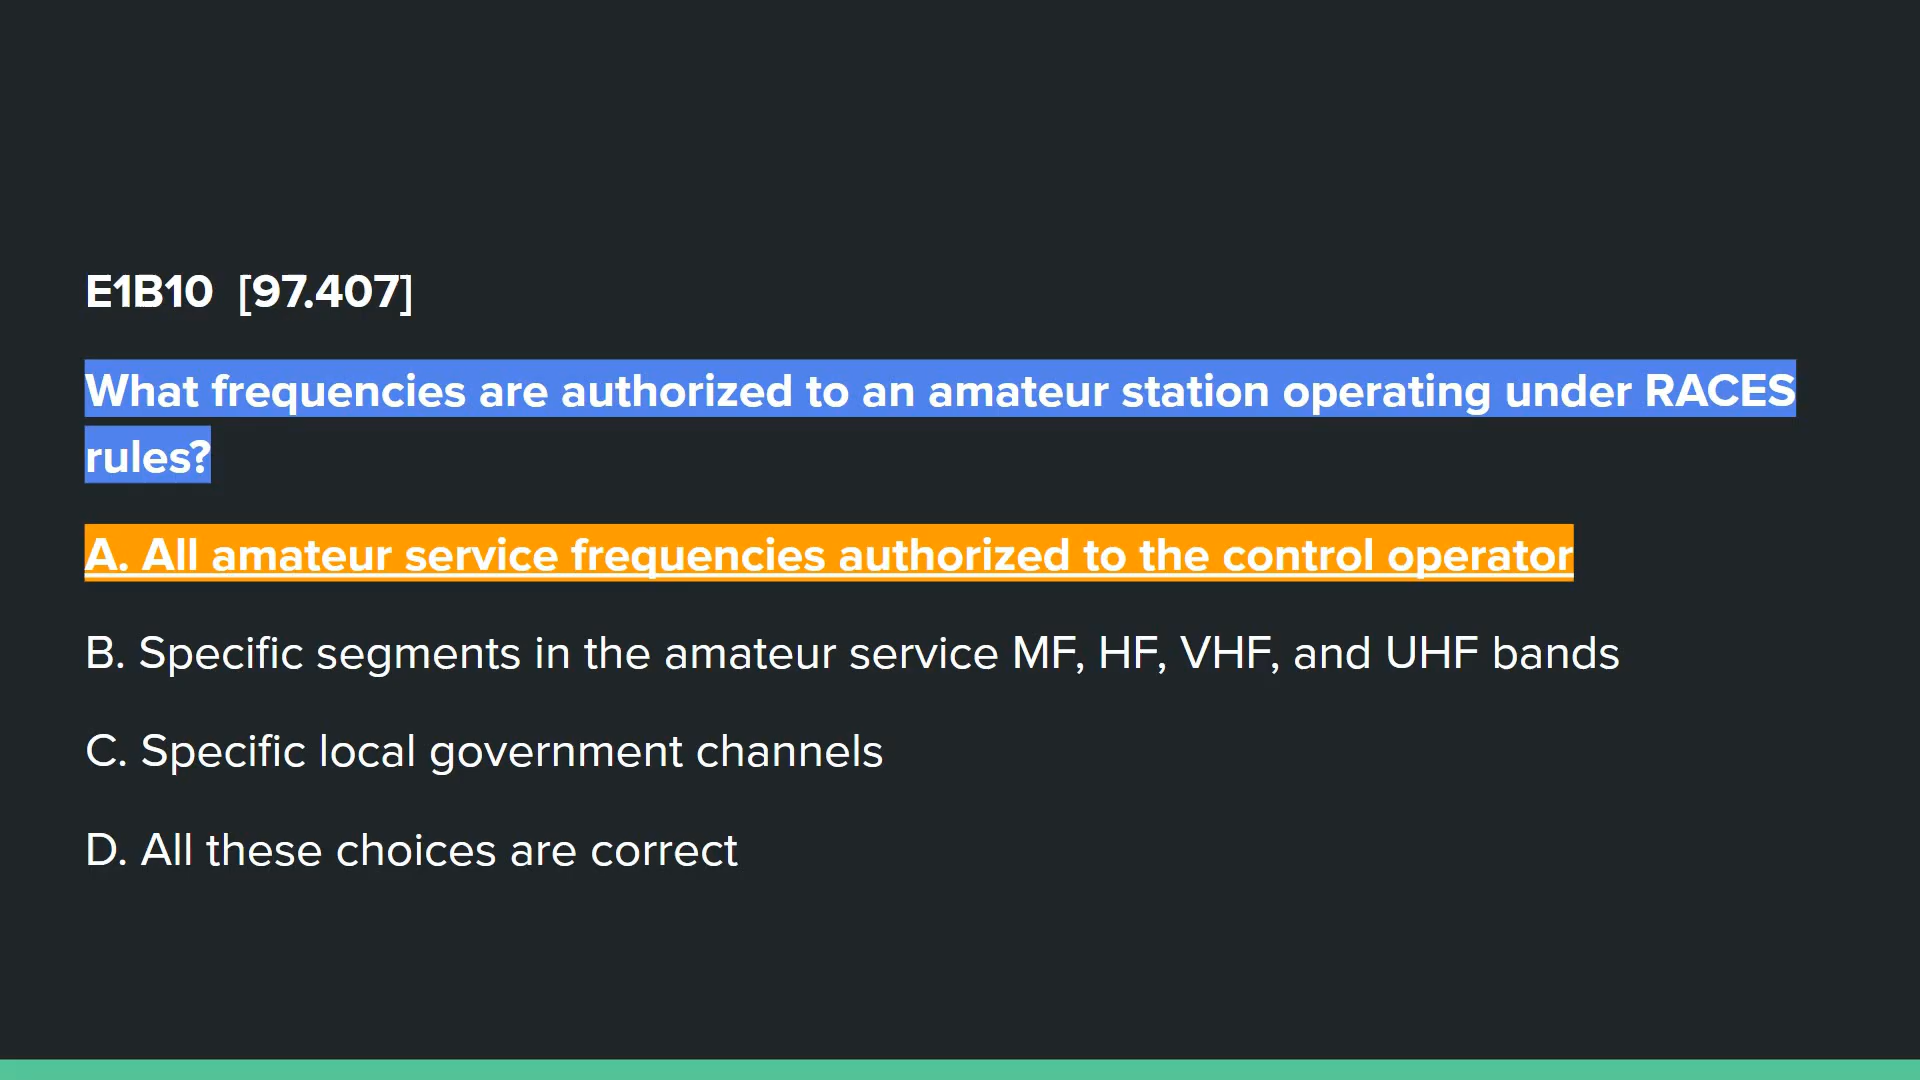 E1B10 [97.407]
What frequencies are authorized to an amateur station operating under RACES
rules?
A. All amateur service frequencies authorized to the control operator
B. Specific segments in the amateur service MF, HF, VHF, and UHF bands
C. Specific local government channels
D. All these choices are correct